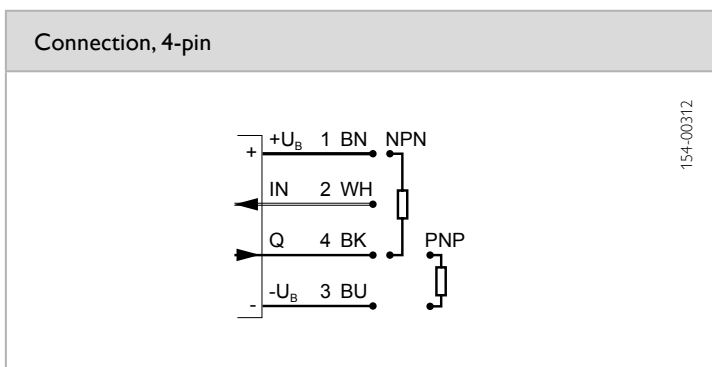 Connection, 4-pin
154-00312
+U_B 1 BN NPN
+
IN 2 WH
Q 4 BK PNP
-U_B 3 BU
-